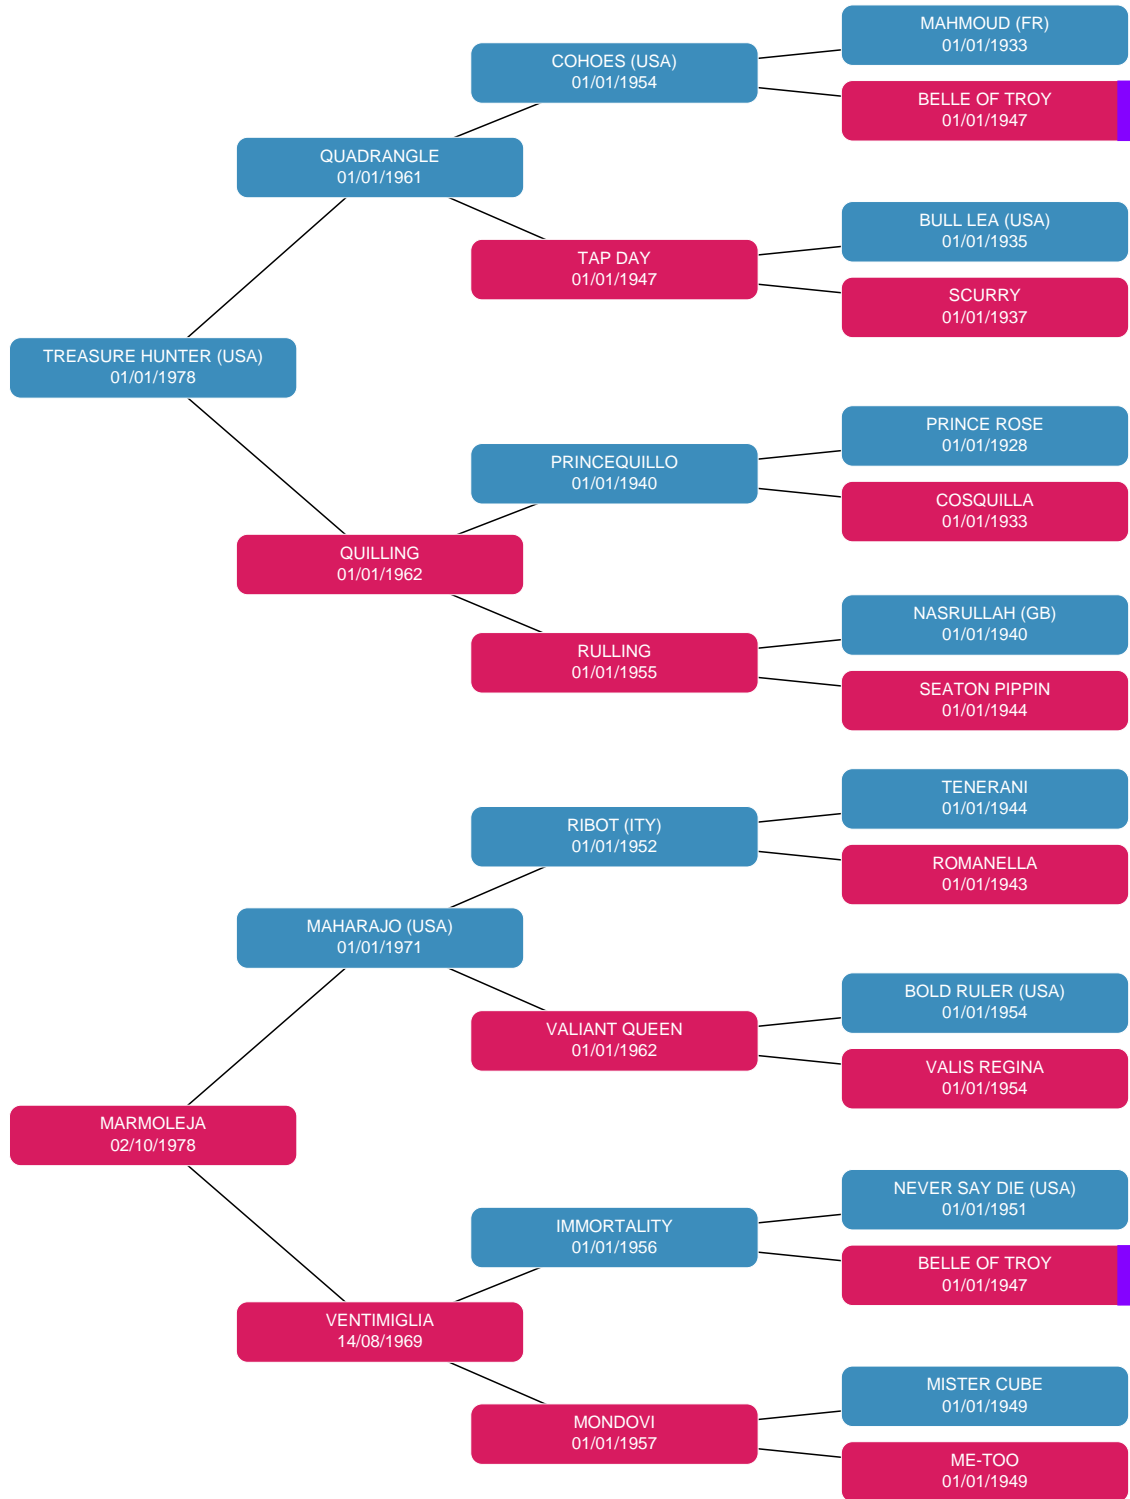 MAHMOUD (FR)
01/01/1933
COHOES (USA)
01/01/1954
BELLE OF TROY
01/01/1947
QUADRANGLE
01/01/1961
BULL LEA (USA)
01/01/1935
TAP DAY
01/01/1947
SCURRY
01/01/1937
TREASURE HUNTER (USA)
01/01/1978
PRINCE ROSE
01/01/1928
PRINCEQUILLO
01/01/1940
COSQUILLA
01/01/1933
QUILLING
01/01/1962
NASRULLAH (GB)
01/01/1940
RULLING
01/01/1955
SEATON PIPPIN
01/01/1944
TENERANI
01/01/1944
RIBOT (ITY)
01/01/1952
ROMANELLA
01/01/1943
MAHARAJO (USA)
01/01/1971
BOLD RULER (USA)
01/01/1954
VALIANT QUEEN
01/01/1962
VALIS REGINA
01/01/1954
MARMOLEJA
02/10/1978
NEVER SAY DIE (USA)
01/01/1951
IMMORTALITY
01/01/1956
BELLE OF TROY
01/01/1947
VENTIMIGLIA
14/08/1969
MISTER CUBE
01/01/1949
MONDOVI
01/01/1957
ME-TOO
01/01/1949